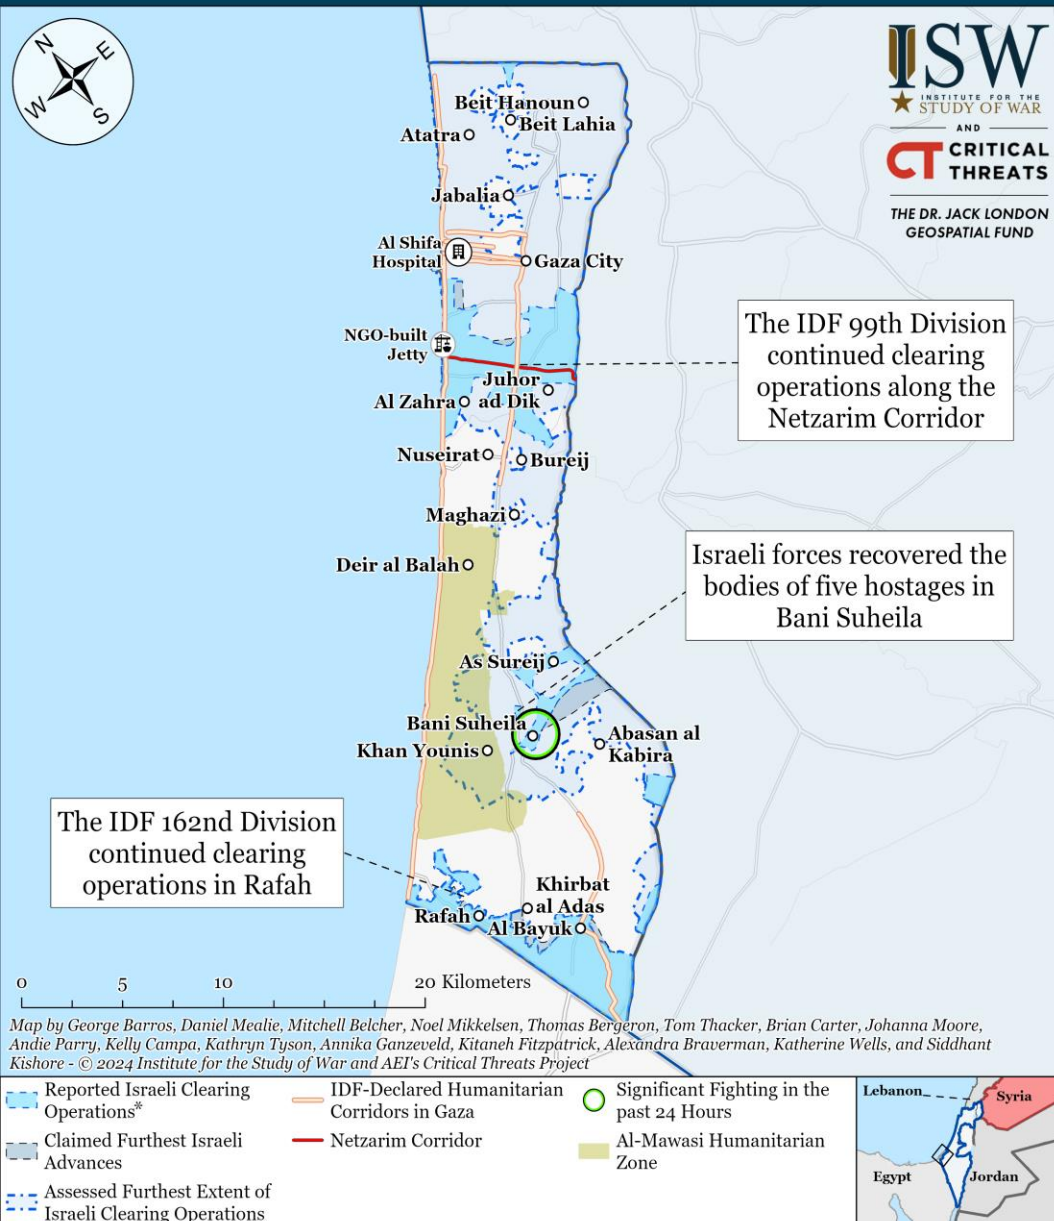 N
E
W
S
ISW
INSTITUTE FOR THE
STUDY OF WAR
AND
CT CRITICAL
THREATS
THE DR. JACK LONDON
GEOSPATIAL FUND
Beit Hanoun
Beit Lahia
Atatra
Jabalia
Al Shifa
Hospital
Gaza City
NGO-built
Jetty
The IDF 99th Division
continued clearing
operations along the
Netzarim Corridor
Juhor
ad Dik
Al Zahra
Nuseirat
Bureij
Maghazi
Deir al Balah
Israeli forces recovered the
bodies of five hostages in
Bani Suheila
As Sureij
Bani Suheila
Abasan al
Kabira
Khan Younis
The IDF 162nd Division
continued clearing
operations in Rafah
Khirbat
al Adas
Rafah
Al Bayuk
0 5 10 20 Kilometers
Map by George Barros, Daniel Mealie, Mitchell Belcher, Noel Mikkelsen, Thomas Bergeron, Tom Thacker, Brian Carter, Johanna Moore,
Andie Parry, Kelly Campa, Kathryn Tyson, Annika Ganzeveld, Kitaneh Fitzpatrick, Alexandra Braverman, Katherine Wells, and Siddhant
Kishore - © 2024 Institute for the Study of War and AEI's Critical Threats Project
Reported Israeli Clearing
Operations*
Claimed Furthest Israeli
Advances
Assessed Furthest Extent of
Israeli Clearing Operations
IDF-Declared Humanitarian
Corridors in Gaza
Netzarim Corridor
Significant Fighting in the
past 24 Hours
Al-Mawasi Humanitarian
Zone
Lebanon
Syria
Egypt
Jordan